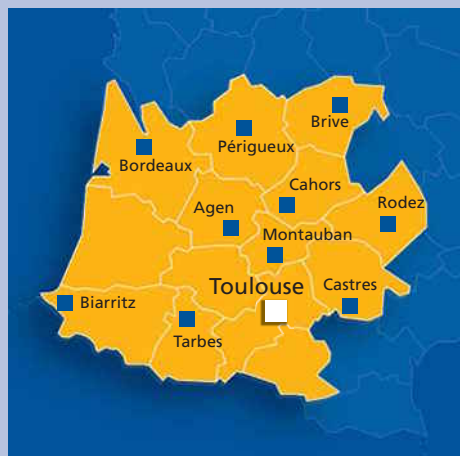 Brive
Périgueux
Bordeaux
Cahors
Agen
Rodez
Montauban
Toulouse
Castres
Biarritz
Tarbes